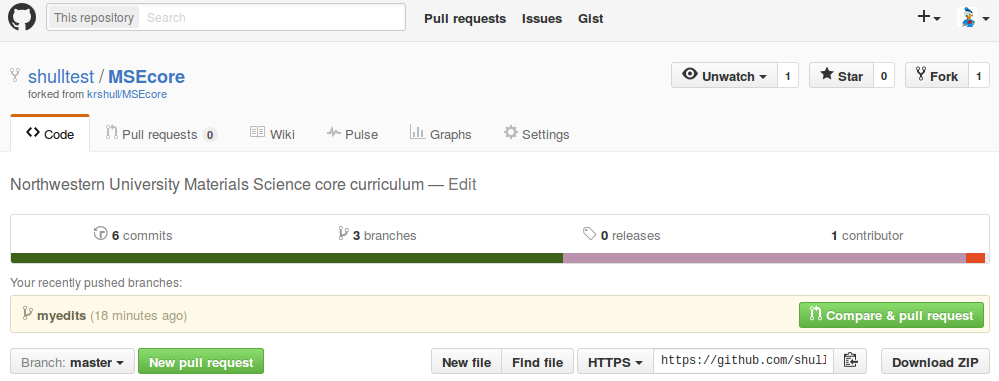 This repository Search Pull requests Issues Gist
shulltest / MSEcore Unwatch 1 Star 0 Fork 1
forked from krshull/MSEcore
Code Pull requests 0 Wiki Pulse Graphs Settings
Northwestern University Materials Science core curriculum — Edit
6 commits 3 branches 0 releases 1 contributor
Your recently pushed branches:
myedits (18 minutes ago) Compare & pull request
Branch: master New pull request New file Find file HTTPS https://github.com/shull Download ZIP